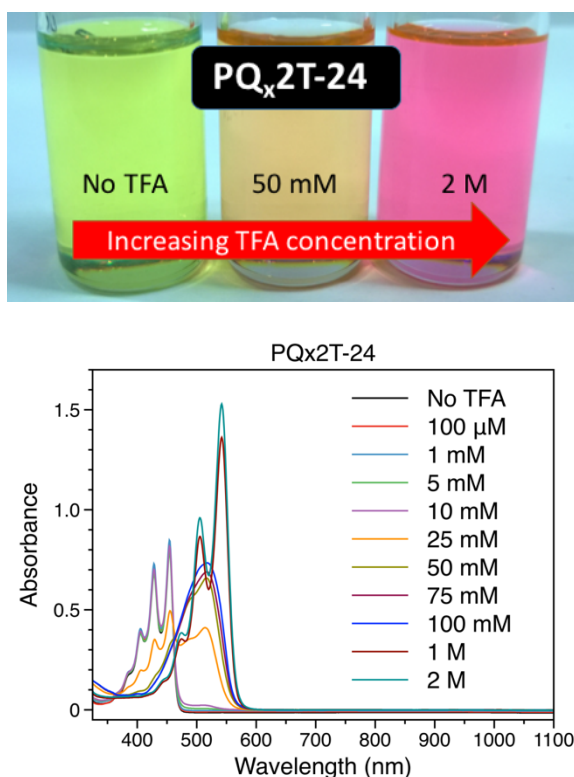 PQx2T-24
No TFA 50 mM 2 M
Increasing TFA concentration
PQx2T-24
1.5
1.0
0.5
0
Absorbance
No TFA
100 μM
1 mM
5 mM
10 mM
25 mM
50 mM
75 mM
100 mM
1 M
2 M
400 500 600 700 800 900 1000 1100
Wavelength (nm)